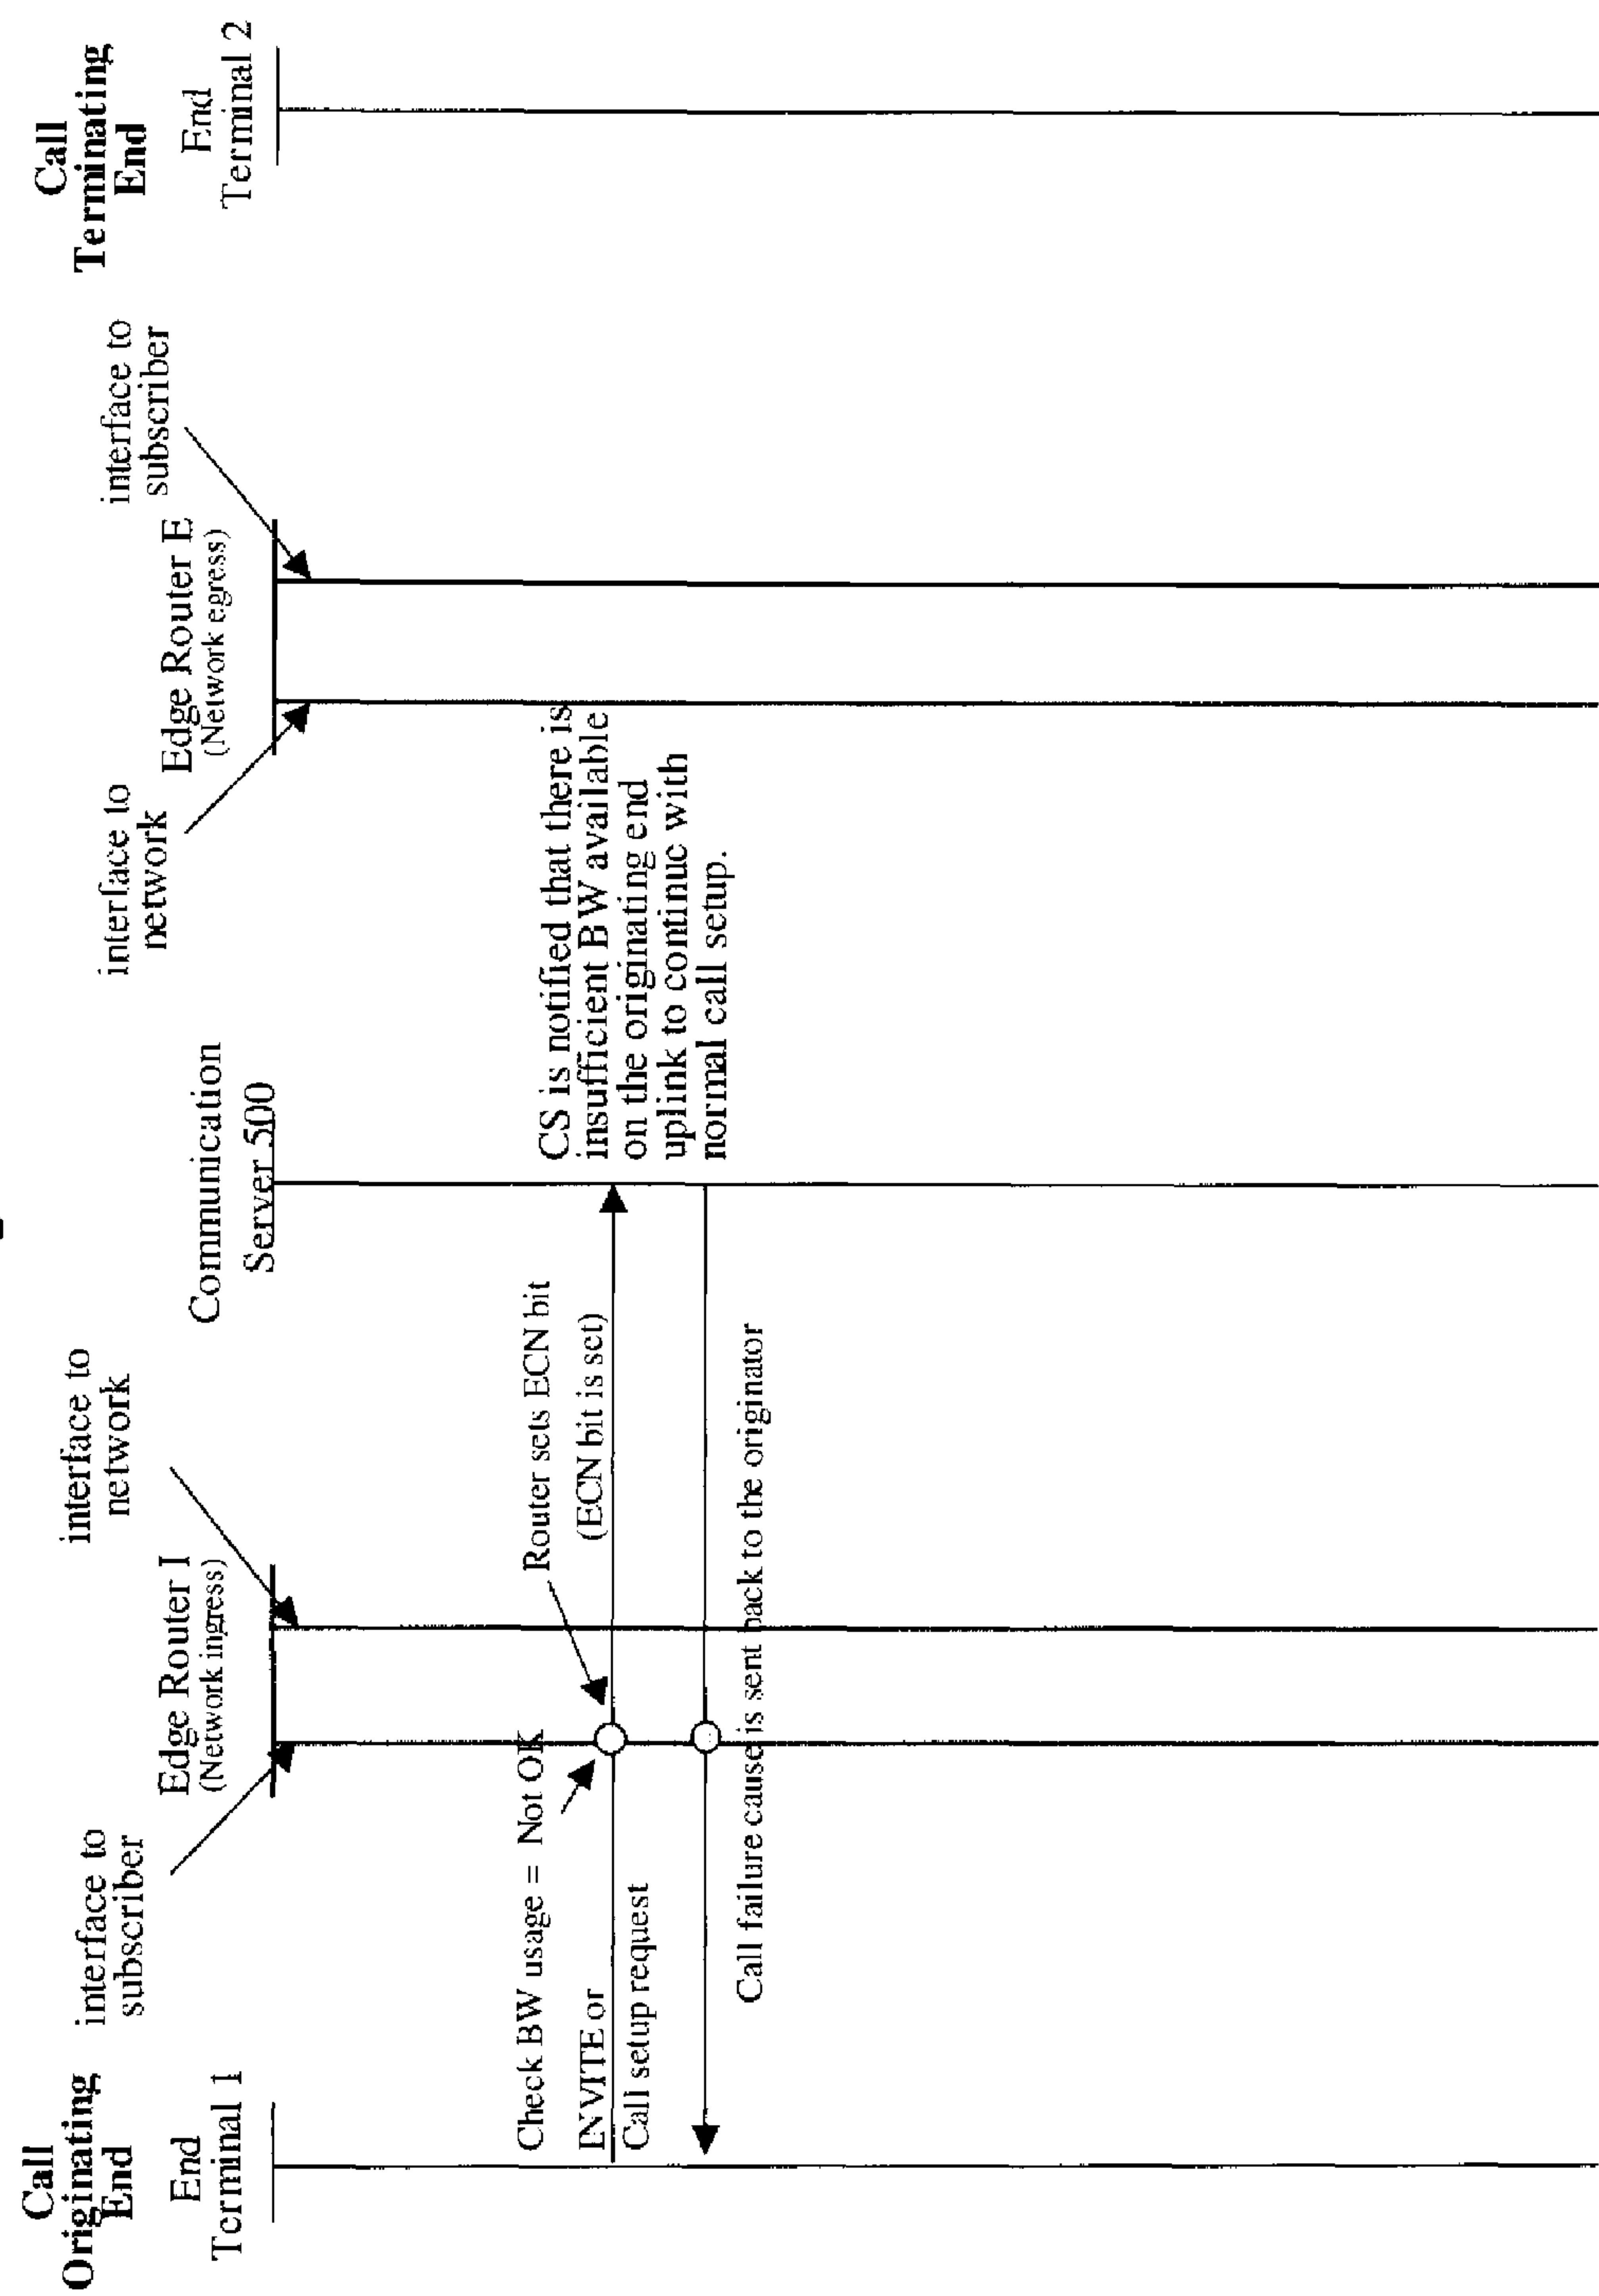 Call
Originating
End
End
Terminal 1
interface to
subscriber
Edge Router I
(Network ingress)
interface to
network
Communication
Server 500
interface to
network
Edge Router E
(Network egress)
interface to
subscriber
Call
Terminating
End
End
Terminal 2
Check BW usage = Not OK
Router sets ECN bit
INVITE or
Call setup request
(ECN bit is set)
CS is notified that there is
insufficient BW available
on the originating end
uplink to continue with
normal call setup.
Call failure cause is sent back to the originator